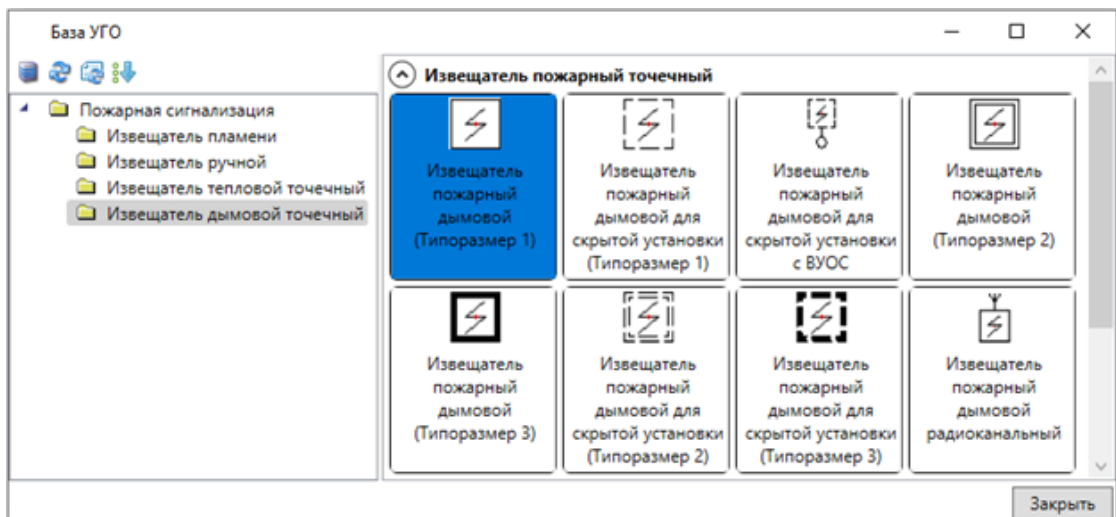 База УГО
Пожарная сигнализация
Извещатель пламени
Извещатель ручной
Извещатель тепловой точечный
Извещатель дымовой точечный
Извещатель пожарный точечный
Извещатель
пожарный
дымовой
(Типоразмер 1)
Извещатель
пожарный
дымовой для
скрытой установки
(Типоразмер 1)
Извещатель
пожарный
дымовой для
скрытой установки
с ВУОС
Извещатель
пожарный
дымовой
(Типоразмер 2)
Извещатель
пожарный
дымовой
(Типоразмер 3)
Извещатель
пожарный
дымовой для
скрытой установки
(Типоразмер 2)
Извещатель
пожарный
дымовой для
скрытой установки
(Типоразмер 3)
Извещатель
пожарный
дымовой
радиоканальный
Закрыть